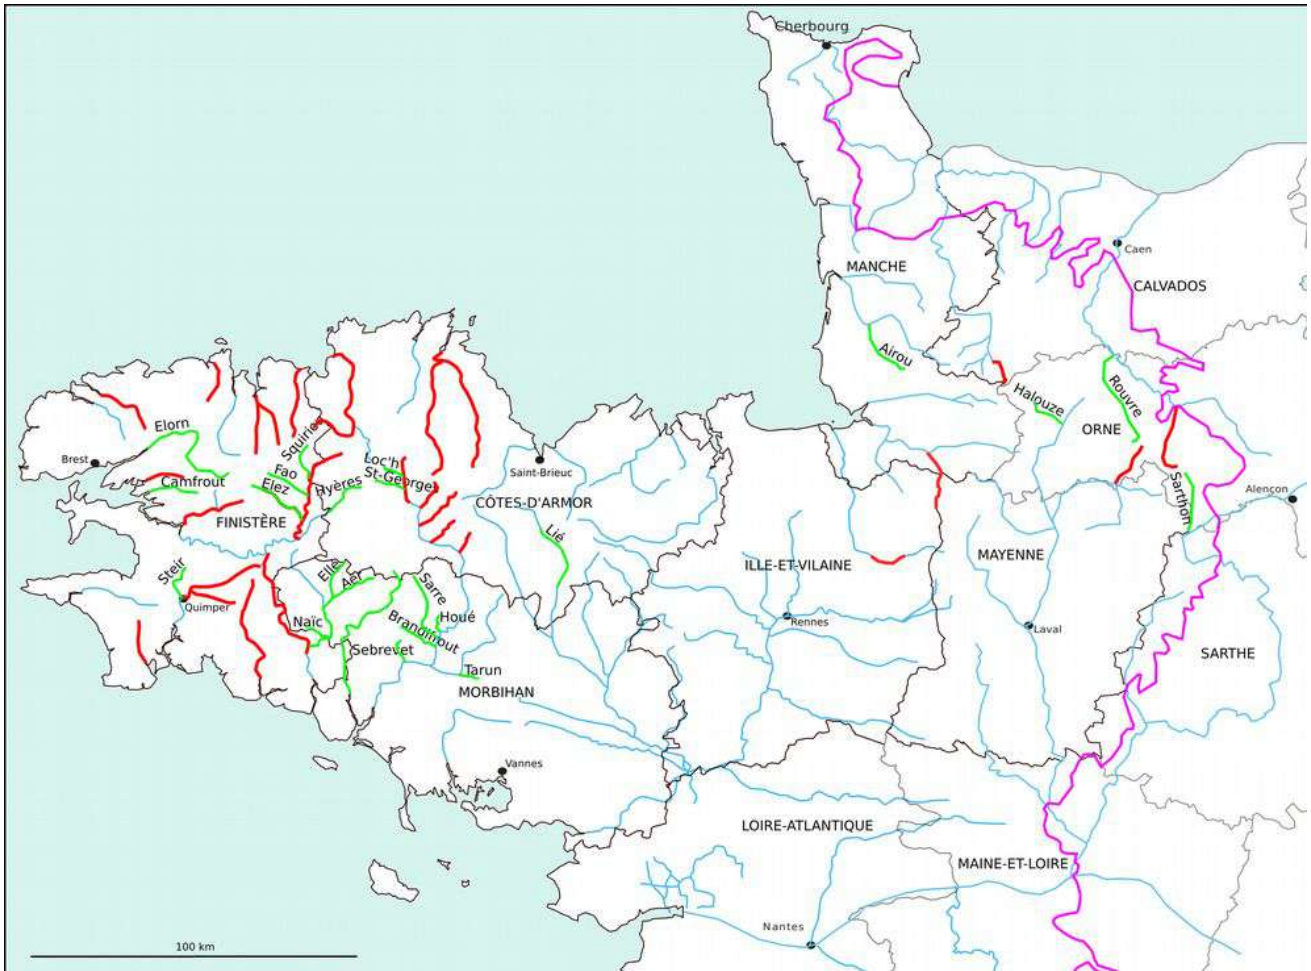 Cherbourg
Caen
MANCHE
CALVADOS
Airou
Halouze
Rouvre
ORNE
Elorn
Squiriou
Brest
Loc'h
Saint-Brieuc
Fao
St-Georges
Camfrout
Elez
Hyères
Sarthon
Alençon
CÔTES-D'ARMOR
FINISTÈRE
Lié
MAYENNE
ILLE-ET-VILAINE
Steir
Ellé
Aër
Sarre
Quimper
Naïc
Houé
Brandifrout
Rennes
Laval
Sebrevet
SARTHE
Tarun
MORBIHAN
Vannes
LOIRE-ATLANTIQUE
MAINE-ET-LOIRE
Nantes
100 km